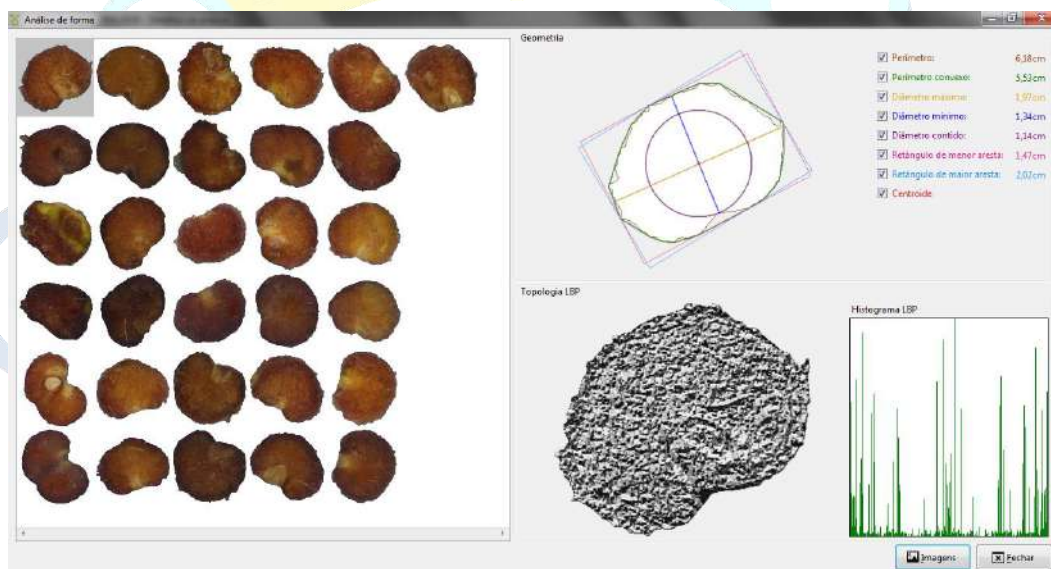 Análise de forma
Geometria
Perímetro: 6,18cm
Perímetro convexo: 5,53cm
Diâmetro máximo: 1,97cm
Diâmetro mínimo: 1,34cm
Diâmetro contido: 1,14cm
Retângulo de menor aresta: 1,47cm
Retângulo de maior aresta: 2,02cm
Centroide
Topologia LBP
Histograma LBP
Imagens
Fechar